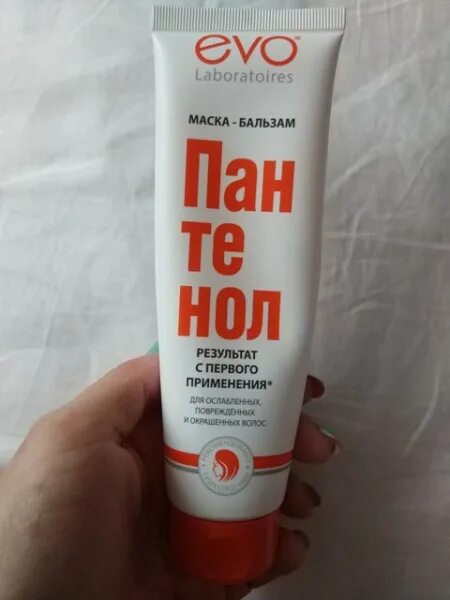 evo
Laboratoires
МАСКА - БАЛЬЗАМ
Пан
те
нол
РЕЗУЛЬТАТ
С ПЕРВОГО
ПРИМЕНЕНИЯ*
ДЛЯ ОСЛАБЛЕННЫХ,
ПОВРЕЖДЁННЫХ
И ОКРАШЕННЫХ ВОЛОС